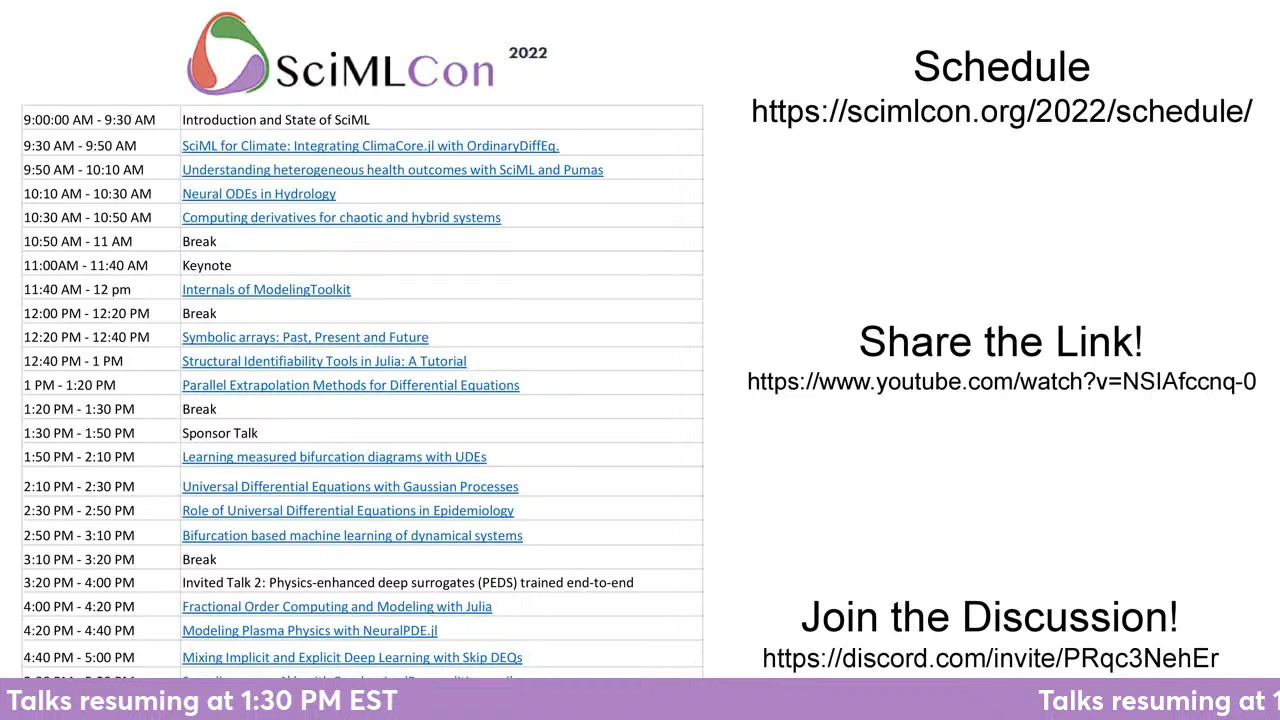 SciMLCon 2022
9:00:00 AM - 9:30 AM Introduction and State of SciML
9:30 AM - 9:50 AM SciML for Climate: Integrating ClimaCore.jl with OrdinaryDiffEq.
9:50 AM - 10:10 AM Understanding heterogeneous health outcomes with SciML and Pumas
10:10 AM - 10:30 AM Neural ODEs in Hydrology
10:30 AM - 10:50 AM Computing derivatives for chaotic and hybrid systems
10:50 AM - 11 AM Break
11:00AM - 11:40 AM Keynote
11:40 AM - 12 pm Internals of ModelingToolkit
12:00 PM - 12:20 PM Break
12:20 PM - 12:40 PM Symbolic arrays: Past, Present and Future
12:40 PM - 1 PM Structural Identifiability Tools in Julia: A Tutorial
1 PM - 1:20 PM Parallel Extrapolation Methods for Differential Equations
1:20 PM - 1:30 PM Break
1:30 PM - 1:50 PM Sponsor Talk
1:50 PM - 2:10 PM Learning measured bifurcation diagrams with UDEs
2:10 PM - 2:30 PM Universal Differential Equations with Gaussian Processes
2:30 PM - 2:50 PM Role of Universal Differential Equations in Epidemiology
2:50 PM - 3:10 PM Bifurcation based machine learning of dynamical systems
3:10 PM - 3:20 PM Break
3:20 PM - 4:00 PM Invited Talk 2: Physics-enhanced deep surrogates (PEDS) trained end-to-end
4:00 PM - 4:20 PM Fractional Order Computing and Modeling with Julia
4:20 PM - 4:40 PM Modeling Plasma Physics with NeuralPDE.jl
4:40 PM - 5:00 PM Mixing Implicit and Explicit Deep Learning with Skip DEQs
Schedule
https://scimlcon.org/2022/schedule/
Share the Link!
https://www.youtube.com/watch?v=NSIAfccnq-0
Join the Discussion!
https://discord.com/invite/PRqc3NehEr
Talks resuming at 1:30 PM EST
Talks resuming at 1